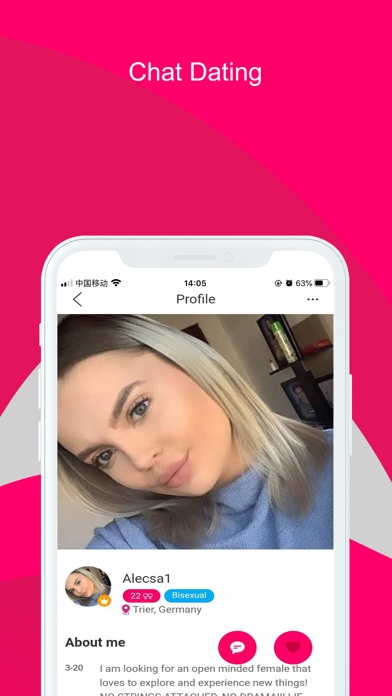 Chat Dating
中国移动 14:05 63%
Profile
Alecsa1
22 Bisexual
Trier, Germany
About me
3-20 I am looking for an open minded female that
loves to explore and experience new things!
NO STRINGS ATTACHED, NO DRAMA!!! I IE